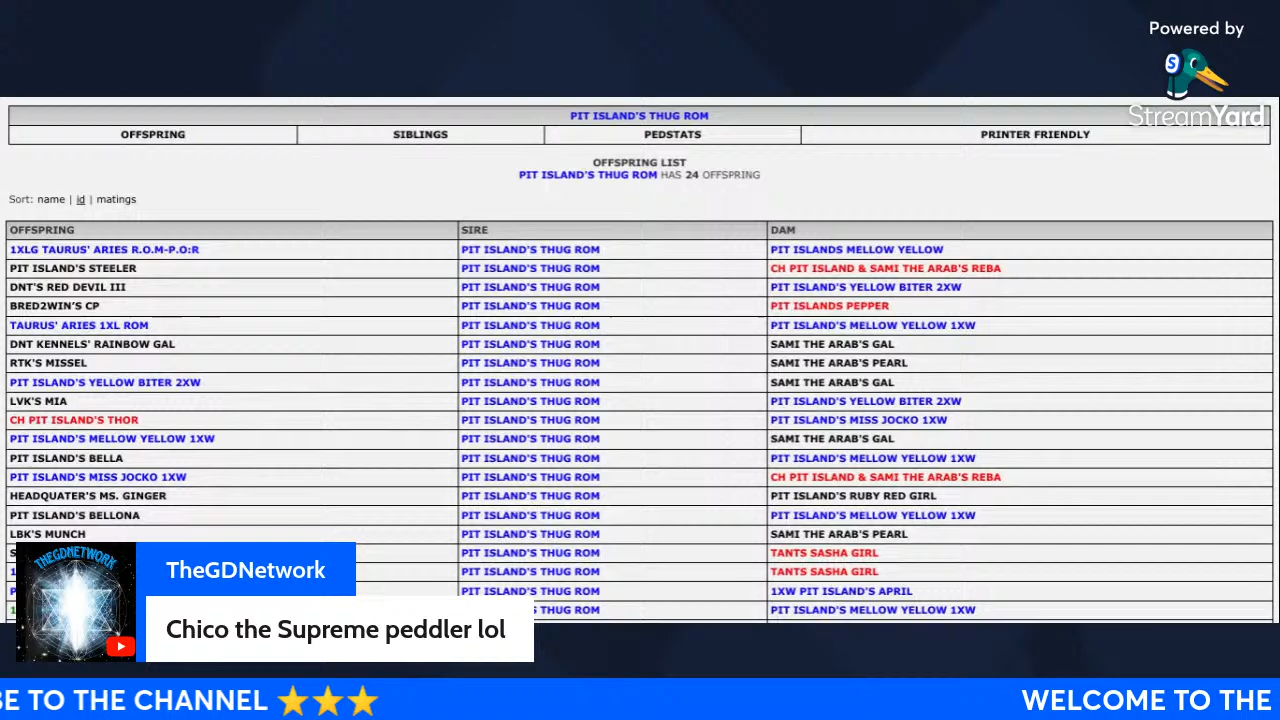 Powered by
S
StreamYard
PIT ISLAND'S THUG ROM
OFFSPRING SIBLINGS PEDSTATS PRINTER FRIENDLY
OFFSPRING LIST
PIT ISLAND'S THUG ROM HAS 24 OFFSPRING
Sort: name | id | matings
OFFSPRING SIRE DAM
1XLG TAURUS' ARIES R.O.M-P.O:R PIT ISLAND'S THUG ROM PIT ISLANDS MELLOW YELLOW
PIT ISLAND'S STEELER PIT ISLAND'S THUG ROM CH PIT ISLAND & SAMI THE ARAB'S REBA
DNT'S RED DEVIL III PIT ISLAND'S THUG ROM PIT ISLAND'S YELLOW BITER 2XW
BRED2WIN'S CP PIT ISLAND'S THUG ROM PIT ISLANDS PEPPER
TAURUS' ARIES 1XL ROM PIT ISLAND'S THUG ROM PIT ISLAND'S MELLOW YELLOW 1XW
DNT KENNELS' RAINBOW GAL PIT ISLAND'S THUG ROM SAMI THE ARAB'S GAL
RTK'S MISSEL PIT ISLAND'S THUG ROM SAMI THE ARAB'S PEARL
PIT ISLAND'S YELLOW BITER 2XW PIT ISLAND'S THUG ROM SAMI THE ARAB'S GAL
LVK'S MIA PIT ISLAND'S THUG ROM PIT ISLAND'S YELLOW BITER 2XW
CH PIT ISLAND'S THOR PIT ISLAND'S THUG ROM PIT ISLAND'S MISS JOCKO 1XW
PIT ISLAND'S MELLOW YELLOW 1XW PIT ISLAND'S THUG ROM SAMI THE ARAB'S GAL
PIT ISLAND'S BELLA PIT ISLAND'S THUG ROM PIT ISLAND'S MELLOW YELLOW 1XW
PIT ISLAND'S MISS JOCKO 1XW PIT ISLAND'S THUG ROM CH PIT ISLAND & SAMI THE ARAB'S REBA
HEADQUATER'S MS. GINGER PIT ISLAND'S THUG ROM PIT ISLAND'S RUBY RED GIRL
PIT ISLAND'S BELLONA PIT ISLAND'S THUG ROM PIT ISLAND'S MELLOW YELLOW 1XW
LBK'S MUNCH PIT ISLAND'S THUG ROM SAMI THE ARAB'S PEARL
PIT ISLAND'S THUG ROM TANTS SASHA GIRL
PIT ISLAND'S THUG ROM TANTS SASHA GIRL
PIT ISLAND'S THUG ROM 1XW PIT ISLAND'S APRIL
'S THUG ROM PIT ISLAND'S MELLOW YELLOW 1XW
THEGDNETWORK
TheGDNetwork
Chico the Supreme peddler lol
BE TO THE CHANNEL ⭐⭐⭐ WELCOME TO THE